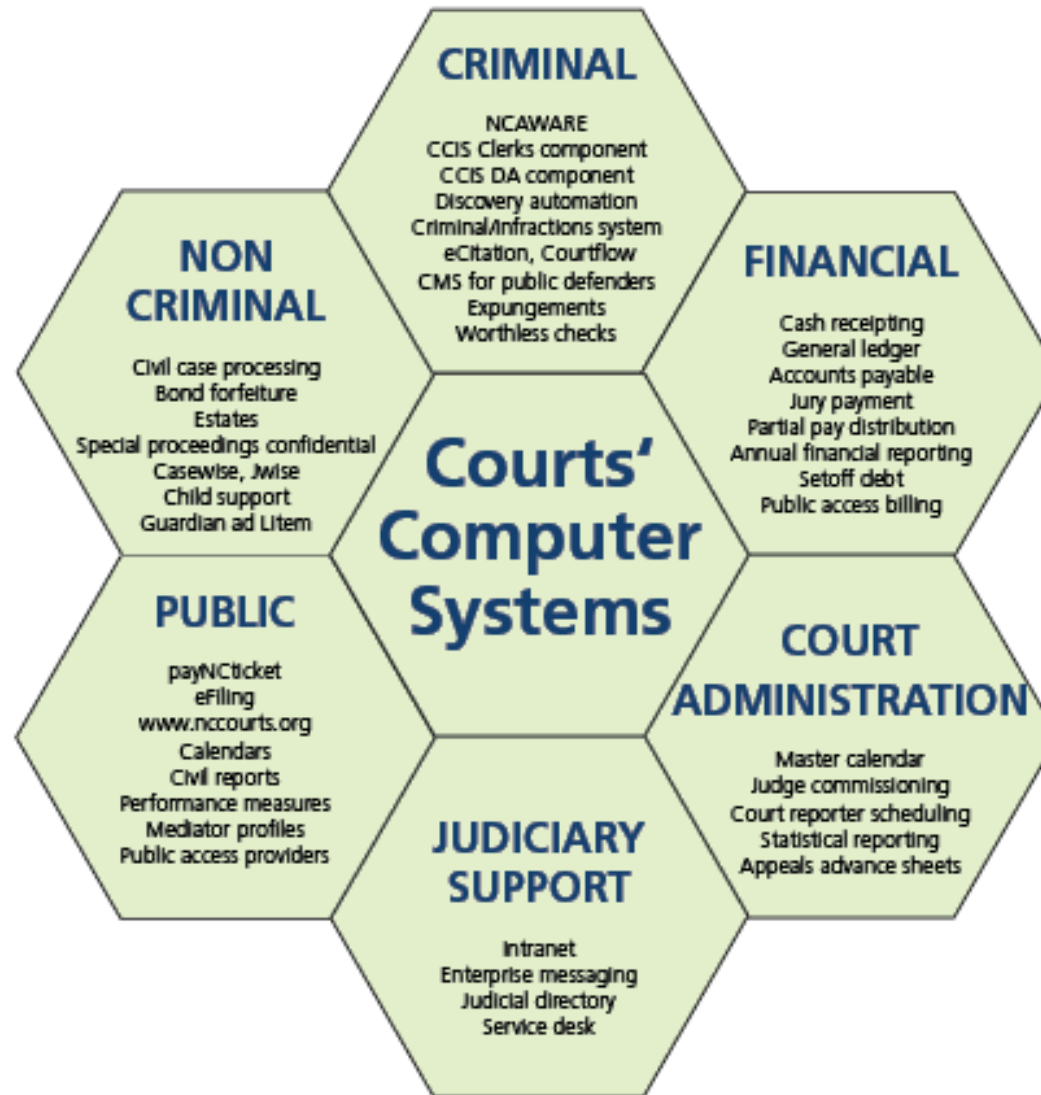 CRIMINAL
NCAWARE
CCIS Clerks component
CCIS DA component
Discovery automation
Criminal/infractions system
eCitation, Courtflow
CMS for public defenders
Expungements
Worthless checks
NON
CRIMINAL
Civil case processing
Bond forfeiture
Estates
Special proceedings confidential
Casewise, Jwise
Child support
Guardian ad Litem
FINANCIAL
Cash receipting
General ledger
Accounts payable
Jury payment
Partial pay distribution
Annual financial reporting
Setoff debt
Public access billing
Courts‘
Computer
Systems
PUBLIC
payNCticket
eFiling
www.nccourts.org
Calendars
Civil reports
Performance measures
Mediator profiles
Public access providers
COURT
ADMINISTRATION
Master calendar
Judge commissioning
Court reporter scheduling
Statistical reporting
Appeals advance sheets
JUDICIARY
SUPPORT
Intranet
Enterprise messaging
Judicial directory
Service desk